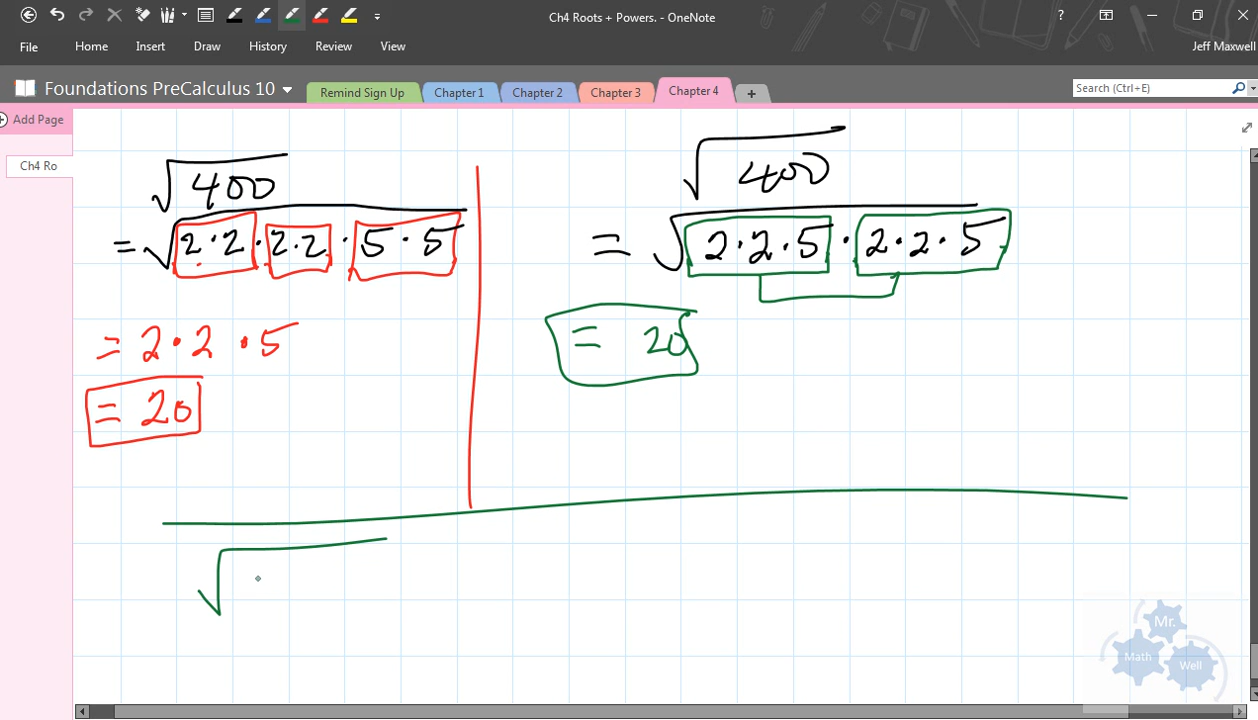 Ch4 Roots + Powers. - OneNote
?
File Home Insert Draw History Review View
Jeff Maxwell
Foundations PreCalculus 10
Remind Sign Up Chapter 1 Chapter 2 Chapter 3 Chapter 4 +
Search (Ctrl+E)
Add Page
Ch4 Ro
√400
= √2·2·2·2·5·5
= 2·2·5
= 20
√400
= √2·2·5·2·2·5
= 20
√
Mr.
Math
Well